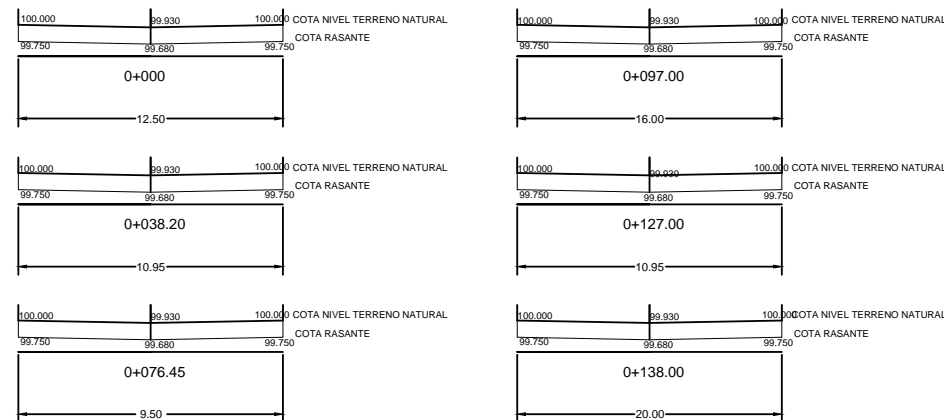 100.000 99.930 100.000 COTA NIVEL TERRENO NATURAL
COTA RASANTE
99.750 99.680 99.750
0+000
12.50
100.000 99.930 100.000 COTA NIVEL TERRENO NATURAL
COTA RASANTE
99.750 99.680 99.750
0+038.20
10.95
100.000 99.930 100.000 COTA NIVEL TERRENO NATURAL
COTA RASANTE
99.750 99.680 99.750
0+076.45
9.50
100.000 99.930 100.000 COTA NIVEL TERRENO NATURAL
COTA RASANTE
99.750 99.680 99.750
0+097.00
16.00
100.000 99.930 100.000 COTA NIVEL TERRENO NATURAL
COTA RASANTE
99.750 99.680 99.750
0+127.00
10.95
100.000 99.930 100.000 COTA NIVEL TERRENO NATURAL
COTA RASANTE
99.750 99.680 99.750
0+138.00
20.00